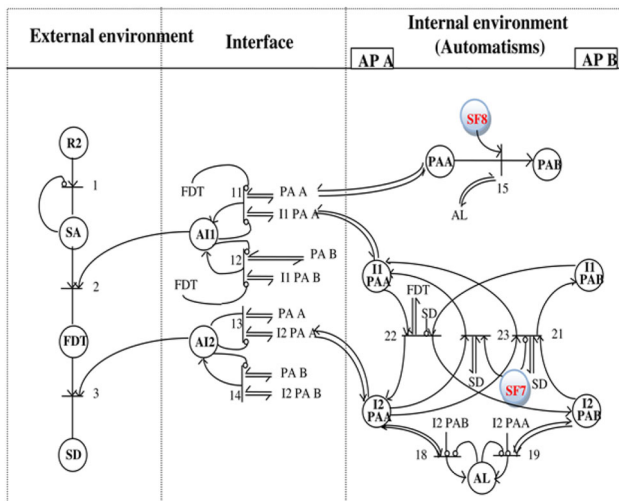 External environment
Interface
Internal environment
(Automatisms)
AP A
AP B
R2
1
SA
2
FDT
3
SD
FDT
11
PA A
I1 PA A
AI1
12
PA B
I1 PA B
FDT
13
PA A
I2 PA A
AI2
PA B
14
I2 PA B
SF8
PAA
PAB
15
AL
I1
PAA
I1
PAB
FDT
SD
22
23
21
SD
SF7
SD
I2
PAA
I2
PAB
I2 PAB
I2 PAA
18
19
AL